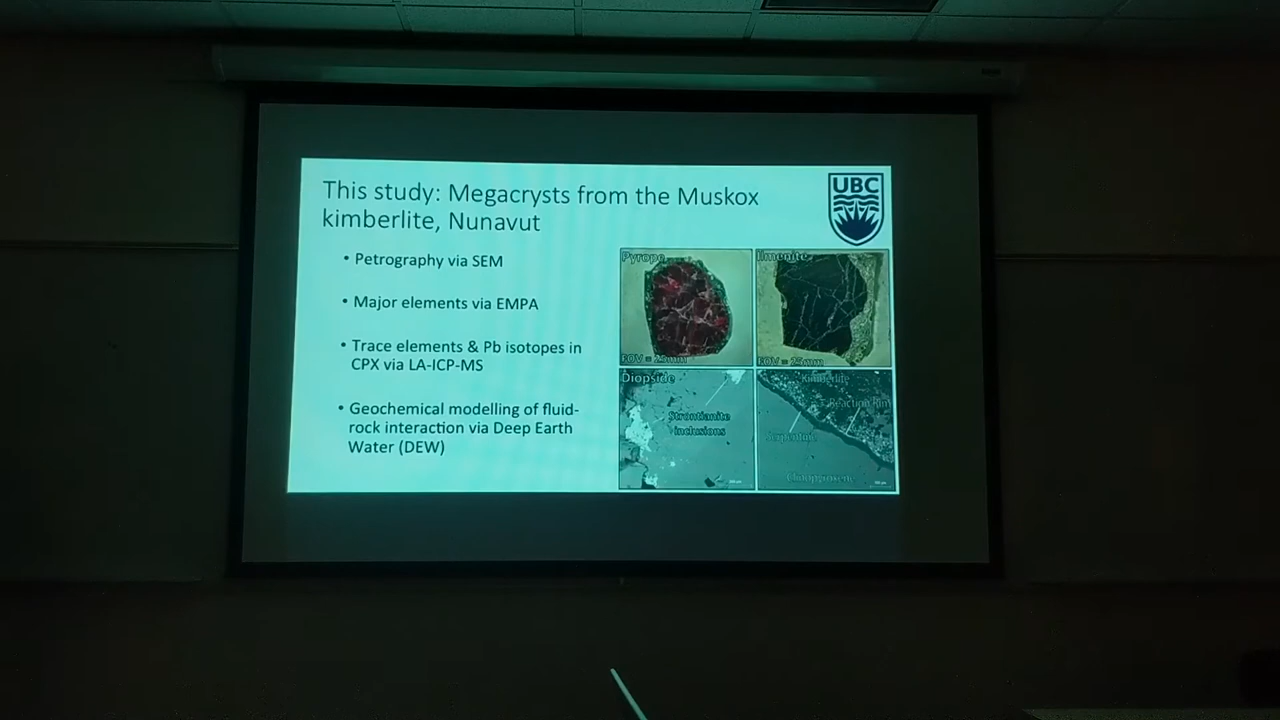 This study: Megacrysts from the Muskox
kimberlite, Nunavut
UBC
• Petrography via SEM
• Major elements via EMPA
• Trace elements & Pb isotopes in
CPX via LA-ICP-MS
• Geochemical modelling of fluid-
rock interaction via Deep Earth
Water (DEW)
Pyrope
Ilmenite
FOV = 25mm
Diopside
Strontianite
inclusions
Kimberlite
Reaction Rim
Serpentine
Clinopyroxene